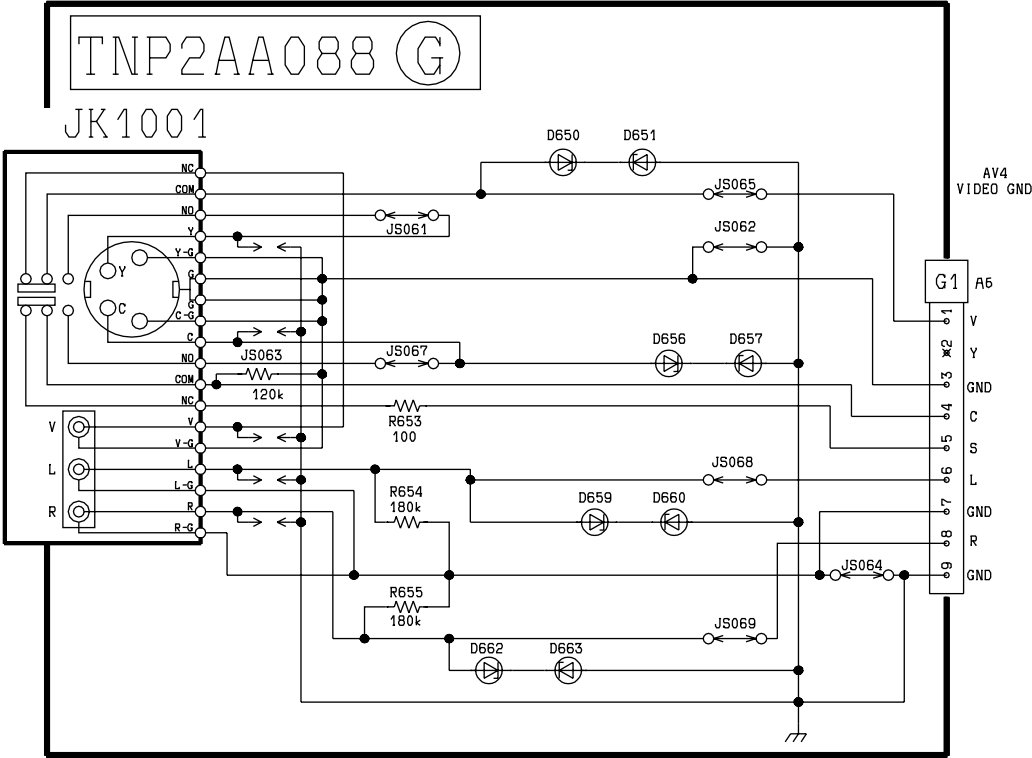 TNP2AA088 G
JK1001
D650 D651
AV4
VIDEO GND
NC
COM
JS065
NO
JS061
Y
JS062
Y-G
Y
G
G1 A6
G
C
C-G
1 V
C
JS063
JS067
D656 D657
2 Y
NO
COM
120k
3 GND
NC
R653
100
4 C
V
V
V-G
5 S
L
L
JS068
6 L
L-G
R654
180k
D659 D660
R
R
7 GND
R-G
8 R
JS064
9 GND
R655
180k
JS069
D662 D663